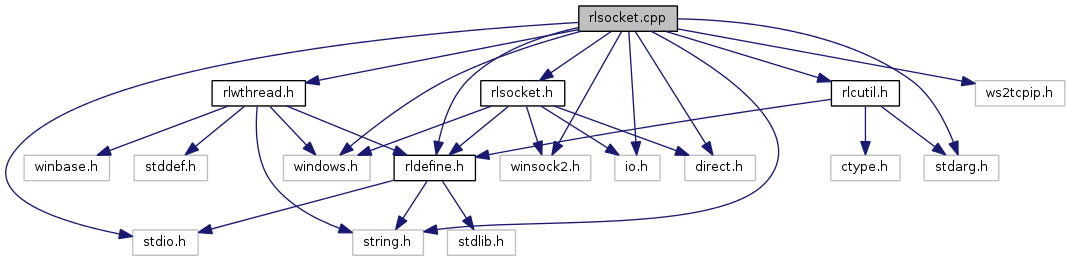 rlsocket.cpp
rlwthread.h
rlsocket.h
rlcutil.h
ws2tcpip.h
winbase.h
stddef.h
windows.h
rldefine.h
winsock2.h
io.h
direct.h
ctype.h
stdarg.h
stdio.h
string.h
stdlib.h